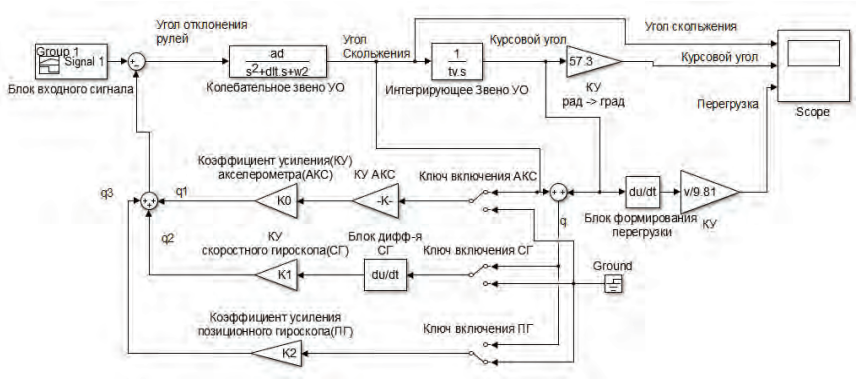 Угол отклонения
рулей
Угол
Скольжения
Курсовой угол
Угол скольжения
Group 1
Signal 1
Блок входного сигнала
ad
s²+dlt.s+w2
Колебательное звено УО
1
tv.s
Интегрирующее Звено УО
57.3
КУ
рад -> град
Курсовой угол
Перегрузка
Scope
Коэффициент усиления(КУ)
акселерометра(АКС)
КУ АКС
Ключ включения АКС
q3
q1
K0
-K-
q
du/dt
v/9.81
Блок формирования
перегрузки
КУ
q2
КУ
скоростного гироскопа(СГ)
Блок дифф-я
СГ
Ключ включения СГ
K1
du/dt
Ground
Коэффициент усиления
позиционного гироскопа(ПГ)
Ключ включения ПГ
K2